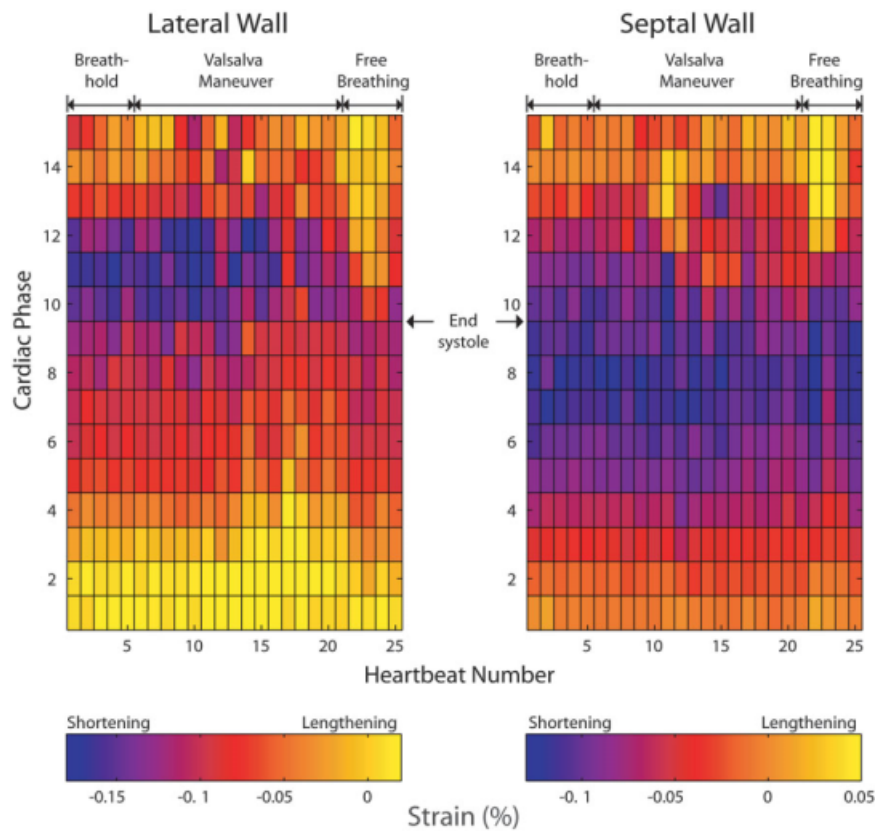 Lateral Wall
Septal Wall
Breath-
hold
Valsalva
Maneuver
Free
Breathing
Breath-
hold
Valsalva
Maneuver
Free
Breathing
Cardiac Phase
14
12
10
8
6
4
2
14
12
10
8
6
4
2
End
systole
5 10 15 20 25
5 10 15 20 25
Heartbeat Number
Shortening Lengthening
Shortening Lengthening
-0.15 -0. 1 -0.05 0
-0. 1 -0.05 0 0.05
Strain (%)